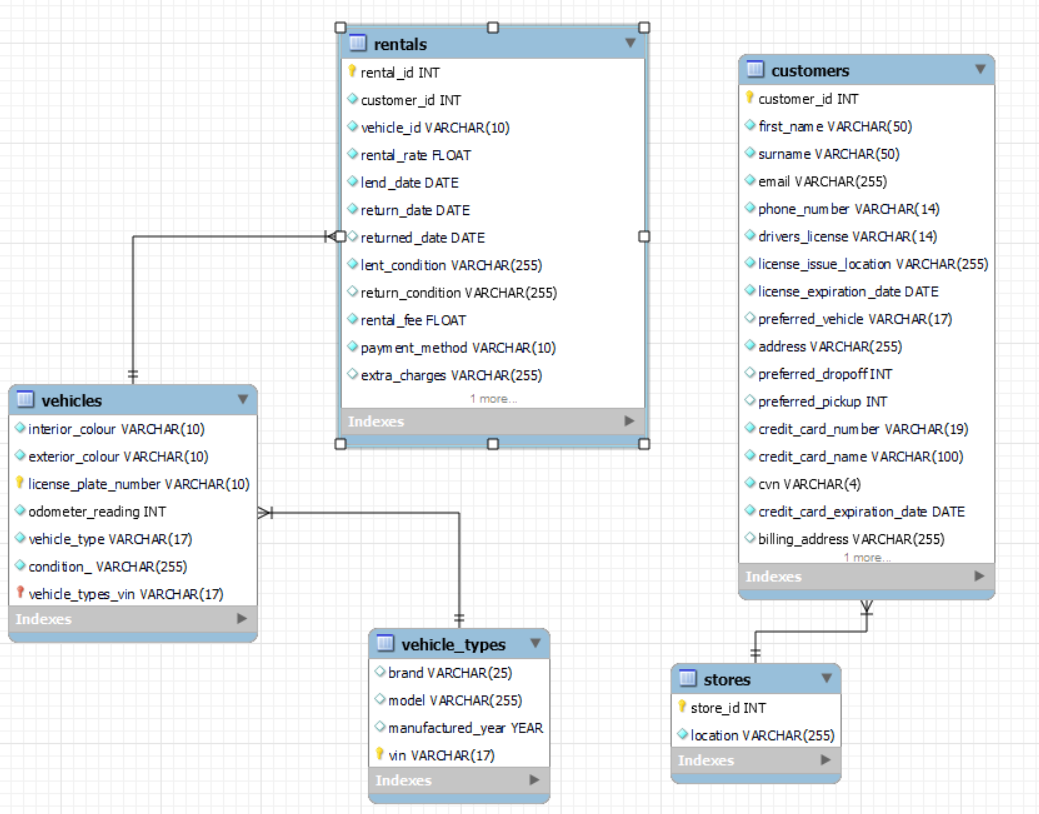 rentals
rental_id INT
customer_id INT
vehicle_id VARCHAR(10)
rental_rate FLOAT
lend_date DATE
return_date DATE
returned_date DATE
lent_condition VARCHAR(255)
return_condition VARCHAR(255)
rental_fee FLOAT
payment_method VARCHAR(10)
extra_charges VARCHAR(255)
1 more...
Indexes
customers
customer_id INT
first_name VARCHAR(50)
surname VARCHAR(50)
email VARCHAR(255)
phone_number VARCHAR(14)
drivers_license VARCHAR(14)
license_issue_location VARCHAR(255)
license_expiration_date DATE
preferred_vehicle VARCHAR(17)
address VARCHAR(255)
preferred_dropoff INT
preferred_pickup INT
credit_card_number VARCHAR(19)
credit_card_name VARCHAR(100)
cvn VARCHAR(4)
credit_card_expiration_date DATE
billing_address VARCHAR(255)
1 more...
Indexes
vehicles
interior_colour VARCHAR(10)
exterior_colour VARCHAR(10)
license_plate_number VARCHAR(10)
odometer_reading INT
vehicle_type VARCHAR(17)
condition_ VARCHAR(255)
vehicle_types_vin VARCHAR(17)
Indexes
vehicle_types
brand VARCHAR(25)
model VARCHAR(255)
manufactured_year YEAR
vin VARCHAR(17)
Indexes
stores
store_id INT
location VARCHAR(255)
Indexes